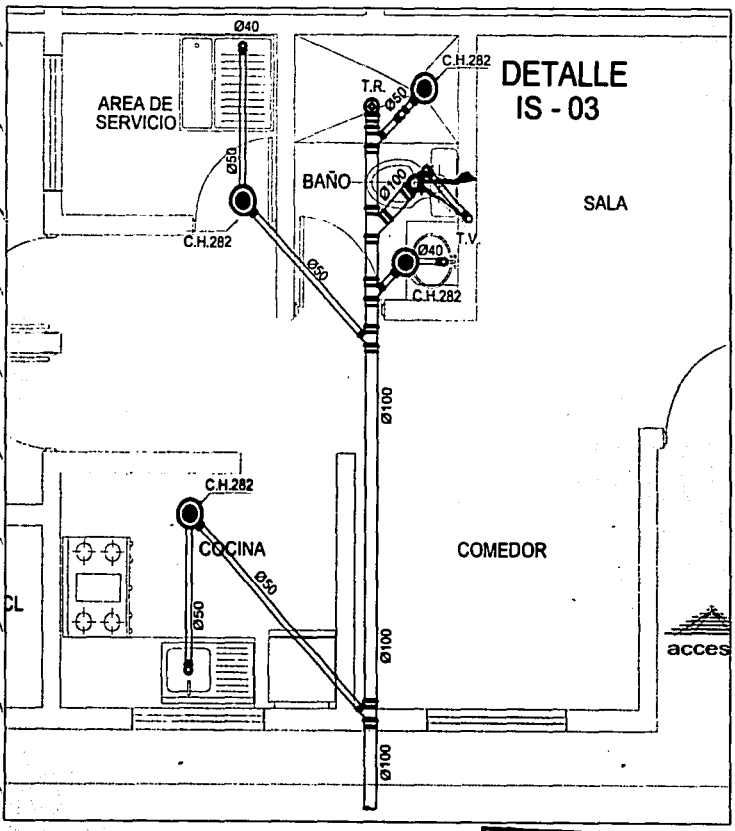 Ø40
C.H.282
DETALLE
IS - 03
T.R.
Ø50
AREA DE
SERVICIO
Ø50
BAÑO
Ø100
SALA
T.V.
C.H.282
Ø40
Ø50
C.H.282
Ø100
C.H.282
COCINA
COMEDOR
Ø50
CL
Ø50
Ø100
acces
Ø100